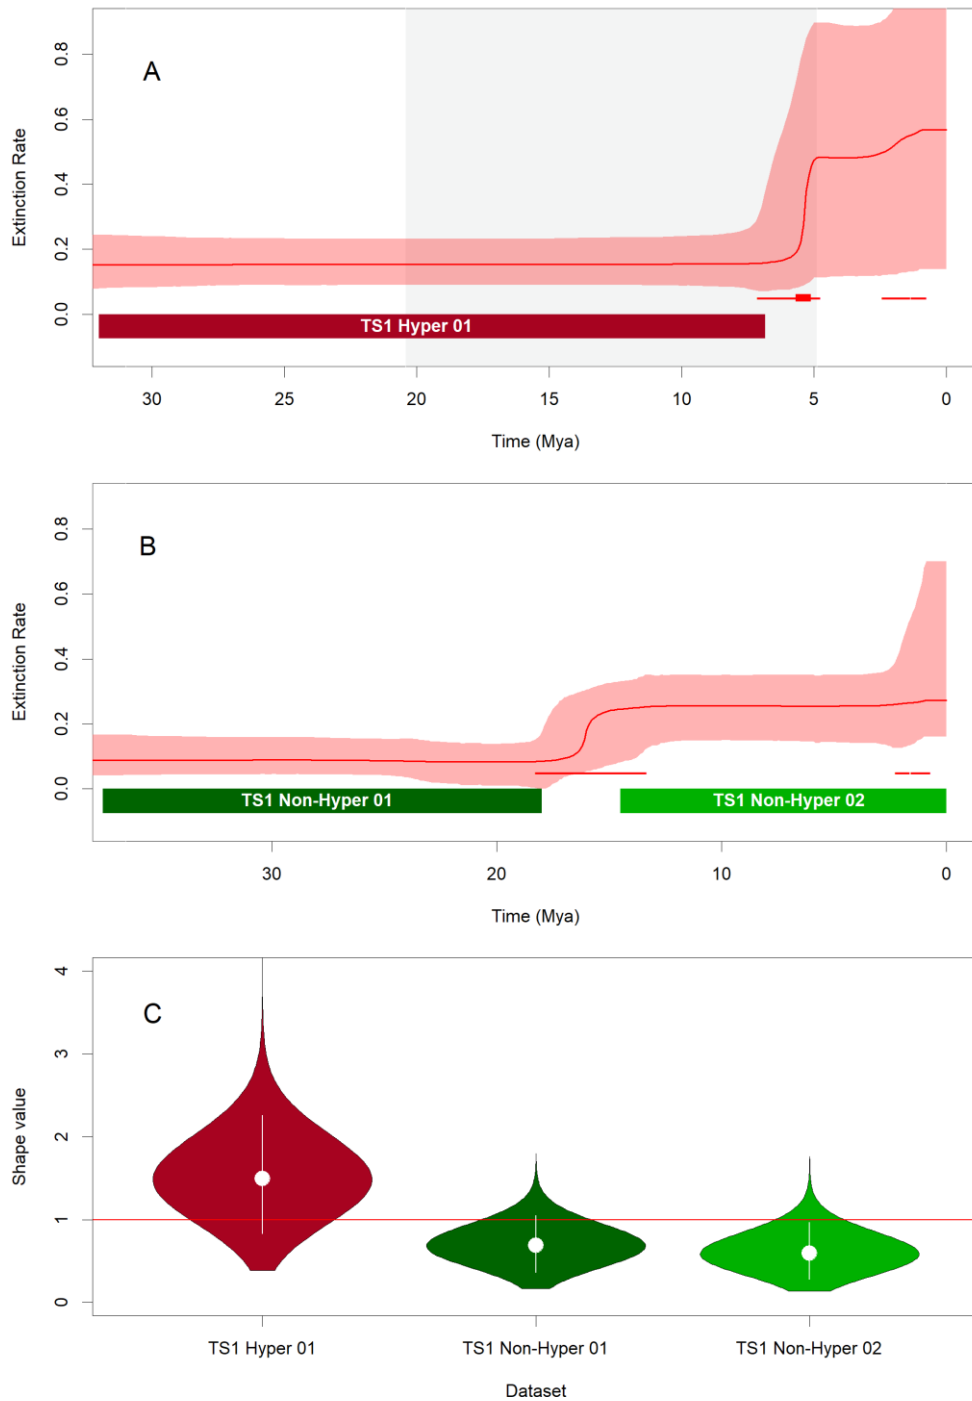 A
Extinction Rate
0.8
0.6
0.4
0.2
0.0
TS1 Hyper 01
30 25 20 15 10 5 0
Time (Mya)
B
Extinction Rate
0.8
0.6
0.4
0.2
0.0
TS1 Non-Hyper 01 TS1 Non-Hyper 02
30 20 10 0
Time (Mya)
C
Shape value
4
3
2
1
0
TS1 Hyper 01 TS1 Non-Hyper 01 TS1 Non-Hyper 02
Dataset